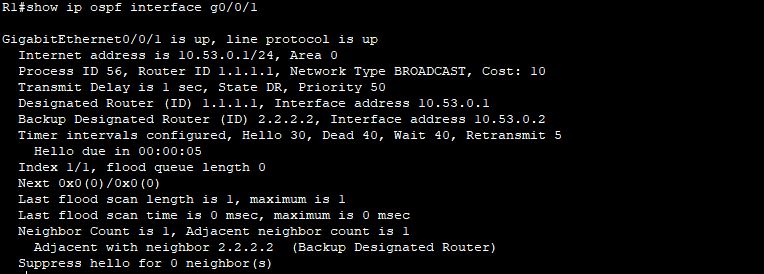 R1#show ip ospf interface g0/0/1
GigabitEthernet0/0/1 is up, line protocol is up
Internet address is 10.53.0.1/24, Area 0
Process ID 56, Router ID 1.1.1.1, Network Type BROADCAST, Cost: 10
Transmit Delay is 1 sec, State DR, Priority 50
Designated Router (ID) 1.1.1.1, Interface address 10.53.0.1
Backup Designated Router (ID) 2.2.2.2, Interface address 10.53.0.2
Timer intervals configured, Hello 30, Dead 40, Wait 40, Retransmit 5
Hello due in 00:00:05
Index 1/1, flood queue length 0
Next 0x0(0)/0x0(0)
Last flood scan length is 1, maximum is 1
Last flood scan time is 0 msec, maximum is 0 msec
Neighbor Count is 1, Adjacent neighbor count is 1
Adjacent with neighbor 2.2.2.2  (Backup Designated Router)
Suppress hello for 0 neighbor(s)